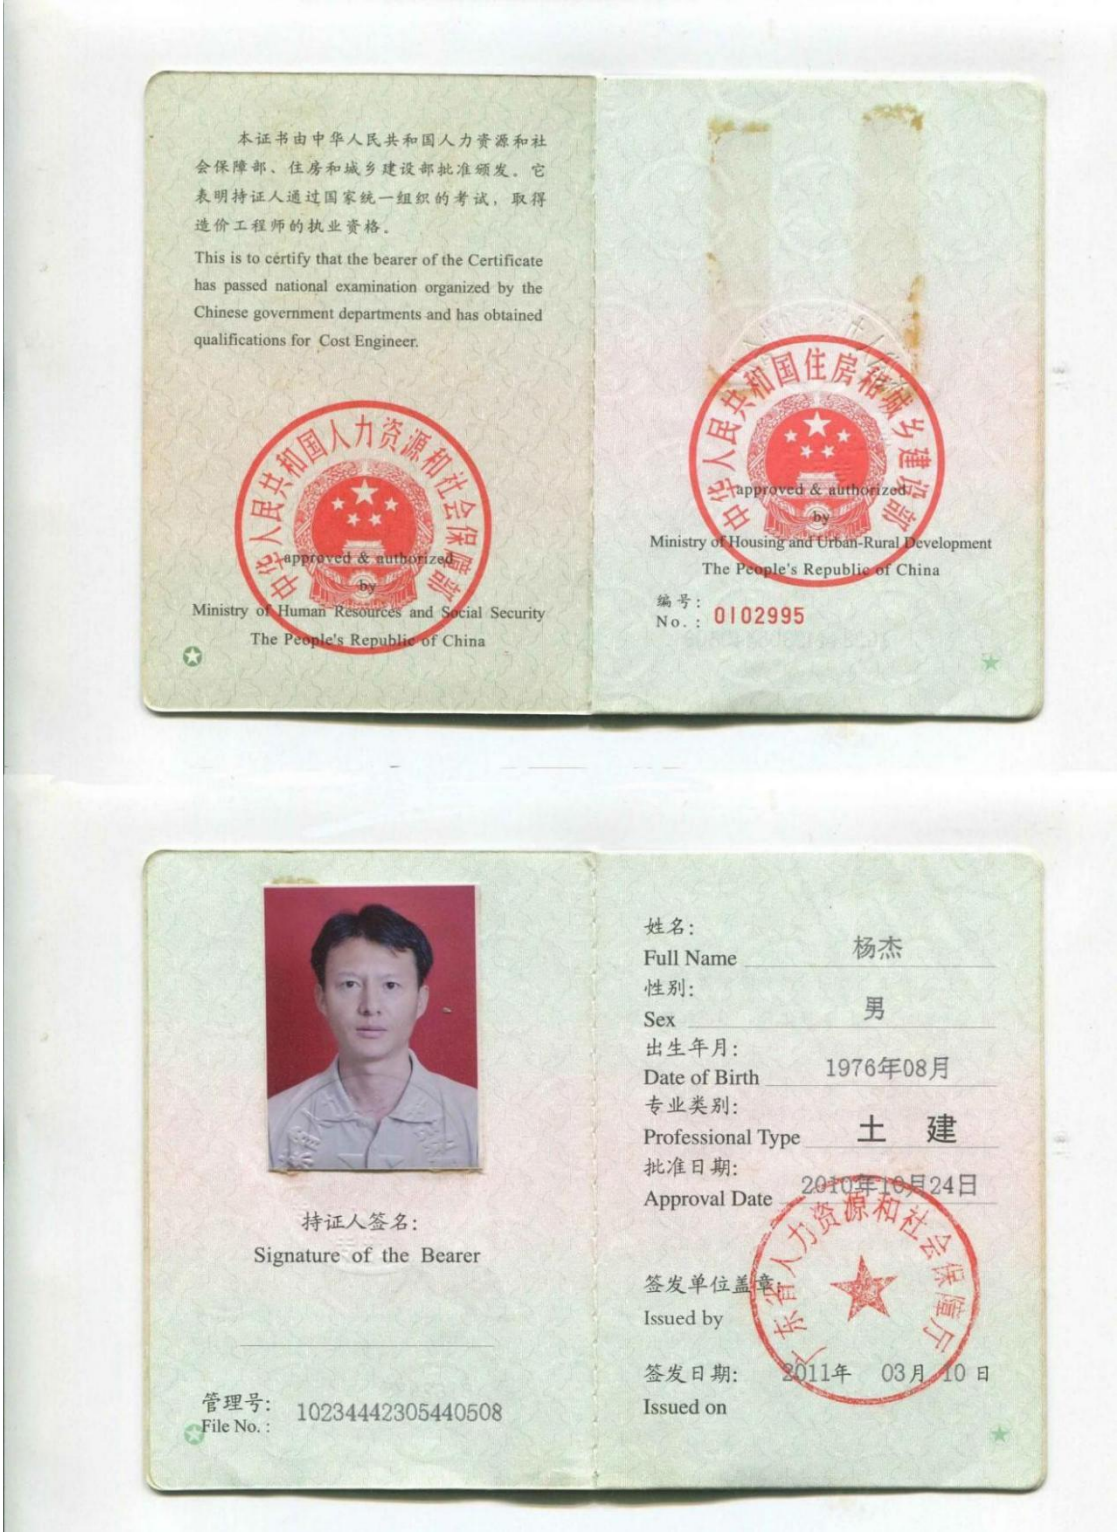 本证书由中华人民共和国人力资源和社
会保障部、住房和城乡建设部批准颁发。它
表明持证人通过国家统一组织的考试，取得
造价工程师的执业资格。
This is to certify that the bearer of the Certificate
has passed national examination organized by the
Chinese government departments and has obtained
qualifications for Cost Engineer.
中华人民共和国人力资源和社会保障部
approved & authorized
by
Ministry of Human Resources and Social Security
The People's Republic of China
中华人民共和国住房和城乡建设部
approved & authorized
by
Ministry of Housing and Urban-Rural Development
The People's Republic of China
编号:
No.: 0102995
持证人签名:
Signature of the Bearer
管理号:
File No.: 10234442305440508
姓名:
Full Name 杨杰
性别:
Sex 男
出生年月:
Date of Birth 1976年08月
专业类别:
Professional Type 土 建
批准日期:
Approval Date 2010年10月24日
广东省人力资源和社会保障厅
签发单位盖章:
Issued by
签发日期: 2011年 03月 10日
Issued on